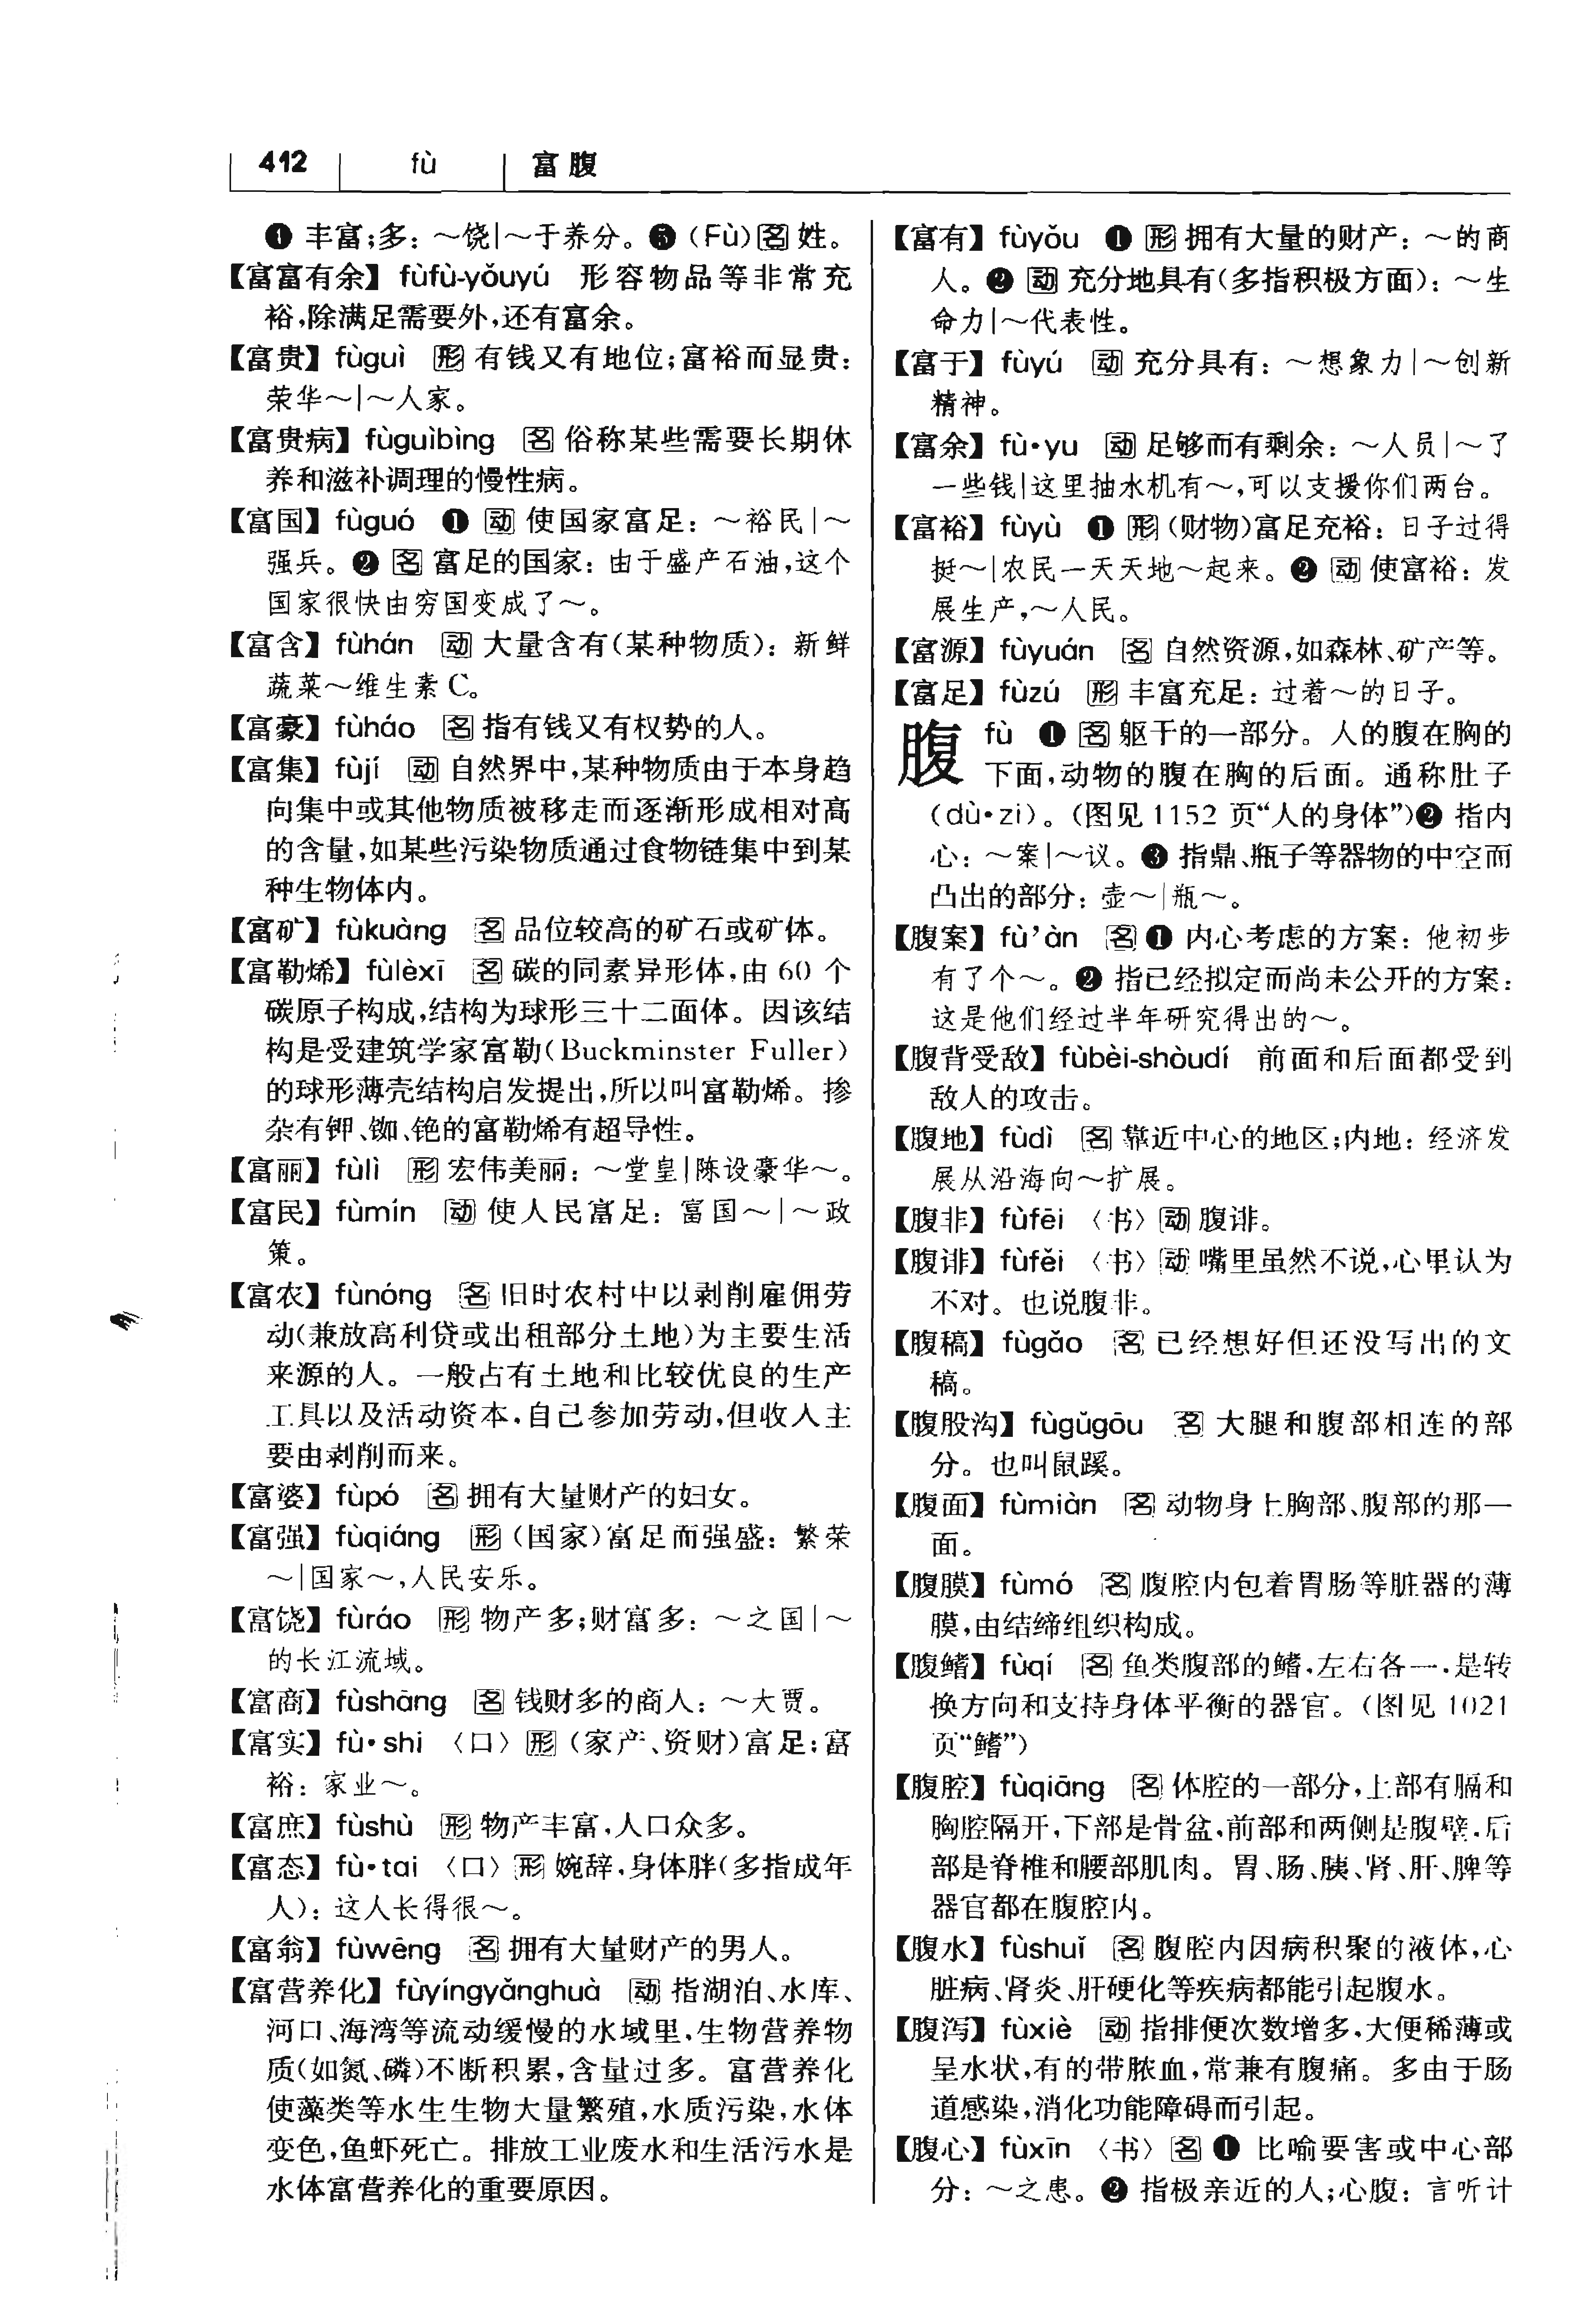 412 fù 富腹
❹ 丰富;多：～饶|～于养分。❺ (Fù)名 姓。
【富富有余】 fùfù-yǒuyú 形容物品等非常充
裕,除满足需要外,还有富余。
【富贵】 fùguì 形 有钱又有地位;富裕而显贵：
荣华～|～人家。
【富贵病】 fùguìbìng 名 俗称某些需要长期休
养和滋补调理的慢性病。
【富国】 fùguó ❶ 动 使国家富足：～裕民|～
强兵。❷ 名 富足的国家：由于盛产石油,这个
国家很快由穷国变成了～。
【富含】 fùhán 动 大量含有(某种物质)：新鲜
蔬菜～维生素 C。
【富豪】 fùháo 名 指有钱又有权势的人。
【富集】 fùjí 动 自然界中,某种物质由于本身趋
向集中或其他物质被移走而逐渐形成相对高
的含量,如某些污染物质通过食物链集中到某
种生物体内。
【富矿】 fùkuàng 名 品位较高的矿石或矿体。
【富勒烯】 fùlèxī 名 碳的同素异形体,由 60 个
碳原子构成,结构为球形三十二面体。因该结
构是受建筑学家富勒(Buckminster Fuller)
的球形薄壳结构启发提出,所以叫富勒烯。掺
杂有钾、铷、铯的富勒烯有超导性。
【富丽】 fùlì 形 宏伟美丽：～堂皇|陈设豪华～。
【富民】 fùmín 动 使人民富足：富国～|～政
策。
【富农】 fùnóng 名 旧时农村中以剥削雇佣劳
动(兼放高利贷或出租部分土地)为主要生活
来源的人。一般占有土地和比较优良的生产
工具以及活动资本,自己参加劳动,但收入主
要由剥削而来。
【富婆】 fùpó 名 拥有大量财产的妇女。
【富强】 fùqiáng 形 (国家)富足而强盛：繁荣
～|国家～,人民安乐。
【富饶】 fùráo 形 物产多;财富多：～之国|～
的长江流域。
【富商】 fùshāng 名 钱财多的商人：～大贾。
【富实】 fù·shi 〈口〉 形 (家产、资财)富足;富
裕：家业～。
【富庶】 fùshù 形 物产丰富,人口众多。
【富态】 fù·tai 〈口〉 形 婉辞,身体胖(多指成年
人)：这人长得很～。
【富翁】 fùwēng 名 拥有大量财产的男人。
【富营养化】 fùyíngyǎnghuà 动 指湖泊、水库、
河口、海湾等流动缓慢的水域里,生物营养物
质(如氮、磷)不断积累,含量过多。富营养化
使藻类等水生生物大量繁殖,水质污染,水体
变色,鱼虾死亡。排放工业废水和生活污水是
水体富营养化的重要原因。
【富有】 fùyǒu ❶ 形 拥有大量的财产：～的商
人。❷ 动 充分地具有(多指积极方面)：～生
命力|～代表性。
【富于】 fùyú 动 充分具有：～想象力|～创新
精神。
【富余】 fù·yu 动 足够而有剩余：～人员|～了
一些钱|这里抽水机有～,可以支援你们两台。
【富裕】 fùyù ❶ 形 (财物)富足充裕：日子过得
挺～|农民一天天地～起来。❷ 动 使富裕：发
展生产,～人民。
【富源】 fùyuán 名 自然资源,如森林、矿产等。
【富足】 fùzú 形 丰富充足：过着～的日子。
腹 fù ❶ 名 躯干的一部分。人的腹在胸的
下面,动物的腹在胸的后面。通称肚子
(dù·zi)。(图见 1152 页“人的身体”)❷ 指内
心：～案|～议。❸ 指鼎、瓶子等器物的中空而
凸出的部分：壶～|瓶～。
【腹案】 fù’àn 名 ❶ 内心考虑的方案：他初步
有了个～。❷ 指已经拟定而尚未公开的方案：
这是他们经过半年研究得出的～。
【腹背受敌】 fùbèi-shòudí 前面和后面都受到
敌人的攻击。
【腹地】 fùdì 名 靠近中心的地区;内地：经济发
展从沿海向～扩展。
【腹非】 fùfēi 〈书〉 动 腹诽。
【腹诽】 fùfěi 〈书〉 动 嘴里虽然不说,心里认为
不对。也说腹非。
【腹稿】 fùgǎo 名 已经想好但还没写出的文
稿。
【腹股沟】 fùgǔgōu 名 大腿和腹部相连的部
分。也叫鼠蹊。
【腹面】 fùmiàn 名 动物身上胸部、腹部的那一
面。
【腹膜】 fùmó 名 腹腔内包着胃肠等脏器的薄
膜,由结缔组织构成。
【腹鳍】 fùqí 名 鱼类腹部的鳍,左右各一,是转
换方向和支持身体平衡的器官。(图见 1021
页“鳍”)
【腹腔】 fùqiāng 名 体腔的一部分,上部有膈和
胸腔隔开,下部是骨盆,前部和两侧是腹壁,后
部是脊椎和腰部肌肉。胃、肠、胰、肾、肝、脾等
器官都在腹腔内。
【腹水】 fùshuǐ 名 腹腔内因病积聚的液体,心
脏病、肾炎、肝硬化等疾病都能引起腹水。
【腹泻】 fùxiè 动 指排便次数增多,大便稀薄或
呈水状,有的带脓血,常兼有腹痛。多由于肠
道感染,消化功能障碍而引起。
【腹心】 fùxīn 〈书〉 名 ❶ 比喻要害或中心部
分：～之患。❷ 指极亲近的人;心腹：言听计